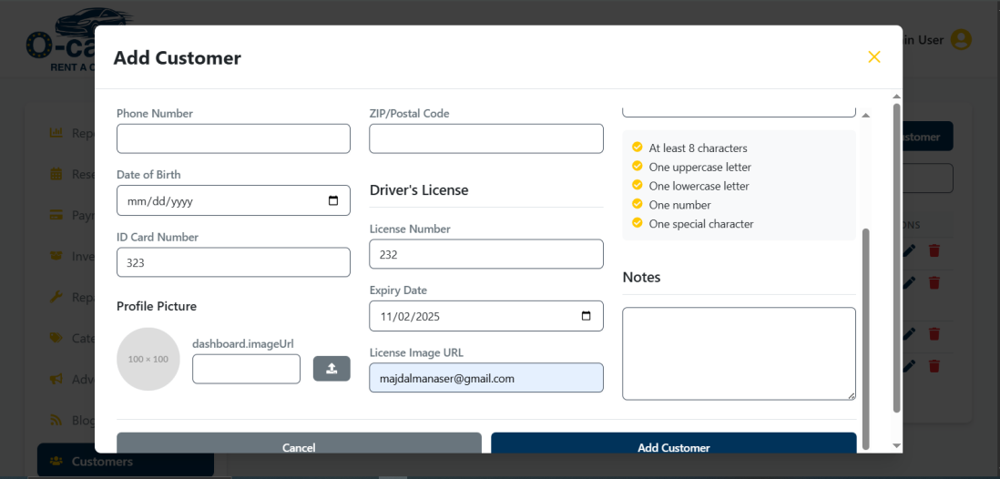 O-ca
RENT A C
in User
Add Customer
Phone Number
ZIP/Postal Code
Date of Birth
mm/dd/yyyy
ID Card Number
323
Profile Picture
100 × 100
dashboard.imageUrl
Driver's License
License Number
232
Expiry Date
11/02/2025
License Image URL
majdalmanaser@gmail.com
At least 8 characters
One uppercase letter
One lowercase letter
One number
One special character
Notes
Cancel
Add Customer
Rep
Rese
Payr
Inve
Repa
Cate
Adv
Blog
Customers
ustomer
ONS